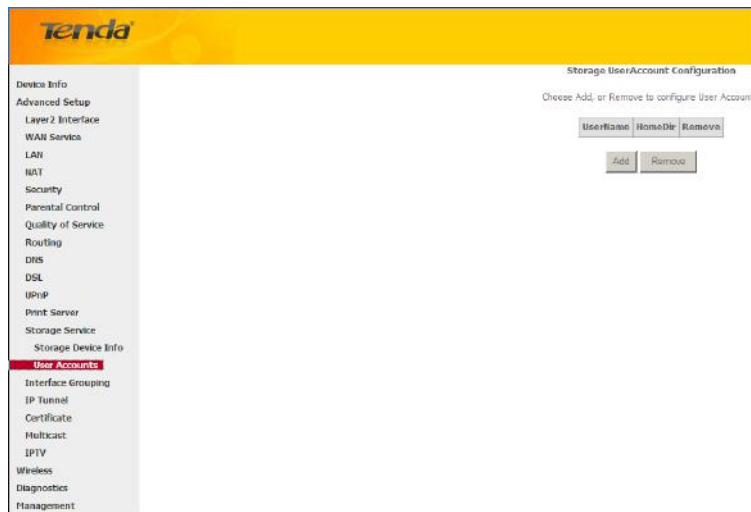 Tenda
Storage UserAccount Configuration
Choose Add, or Remove to configure User Account
UserName HomeDir Remove
Add Remove
Device Info
Advanced Setup
Layer2 Interface
WAN Service
LAN
NAT
Security
Parental Control
Quality of Service
Routing
DNS
DSL
UPnP
Print Server
Storage Service
Storage Device Info
User Accounts
Interface Grouping
IP Tunnel
Certificate
Multicast
IPTV
Wireless
Diagnostics
Management